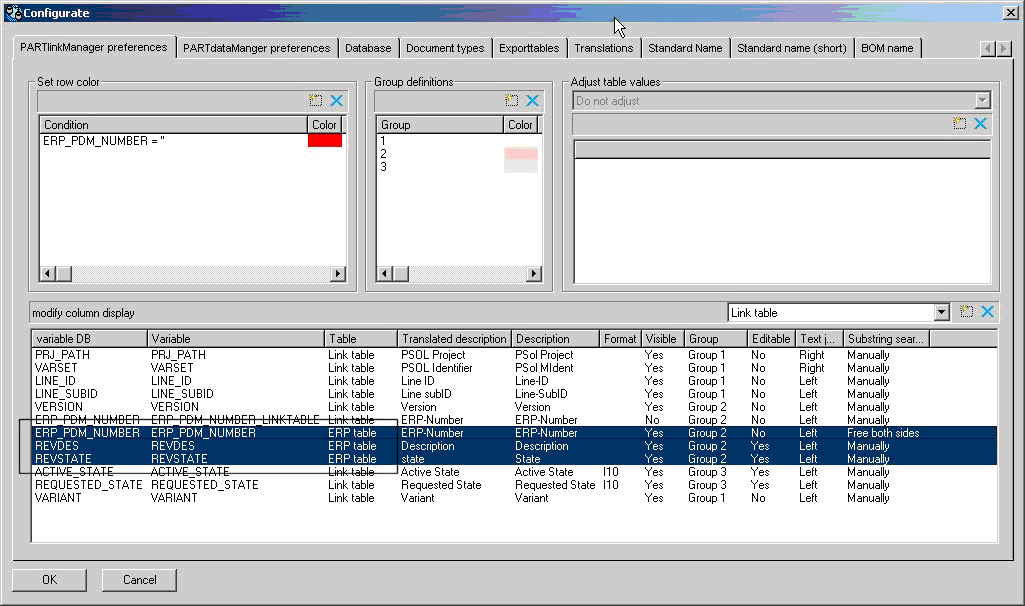 Configurate
PARTlinkManager preferences PARTdataManger preferences Database Document types Exporttables Translations Standard Name Standard name (short) BOM name
Set row color Group definitions Adjust table values
Do not adjust
Condition Color Group Color
ERP_PDM_NUMBER = '' 1
2
3
modify column display Link table
variable DB Variable Table Translated description Description Format Visible Group Editable Text j... Substring sear...
PRJ_PATH PRJ_PATH Link table PSOL Project PSol Project Yes Group 1 No Right Manually
VARSET VARSET Link table PSOL Identifier PSol MIdent Yes Group 1 No Right Manually
LINE_ID LINE_ID Link table Line ID Line-ID Yes Group 1 No Left Manually
LINE_SUBID LINE_SUBID Link table Line subID Line-SubID Yes Group 1 No Left Manually
VERSION VERSION Link table Version Version Yes Group 2 No Left Manually
ERP_PDM_NUMBER ERP_PDM_NUMBER_LINKTABLE Link table ERP-Number ERP-Number No Group 2 No Left Manually
ERP_PDM_NUMBER ERP_PDM_NUMBER ERP table ERP-Number ERP-Number Yes Group 2 No Left Free both sides
REVDES REVDES ERP table Description Description Yes Group 2 Yes Left Manually
REVSTATE REVSTATE ERP table state State Yes Group 2 Yes Left Manually
ACTIVE_STATE ACTIVE_STATE Link table Active State Active State I10 Yes Group 3 No Left Manually
REQUESTED_STATE REQUESTED_STATE Link table Requested State Requested State I10 Yes Group 3 Yes Left Manually
VARIANT VARIANT Link table Variant Variant Yes Group 1 No Left Manually
OK Cancel